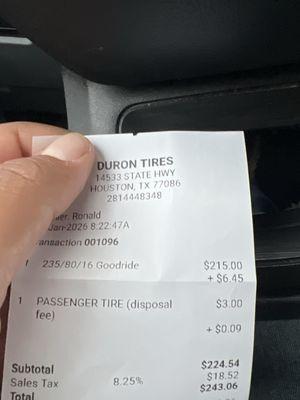 DURON TIRES
14533 STATE HWY
HOUSTON, TX 77086
2814448348
Ronald
Jan-2026 8:22:47A
Transaction 001096
1 235/80/16 Goodride $215.00
+ $6.45
1 PASSENGER TIRE (disposal fee) $3.00
+ $0.09
Subtotal $224.54
Sales Tax 8.25% $18.52
Total $243.06